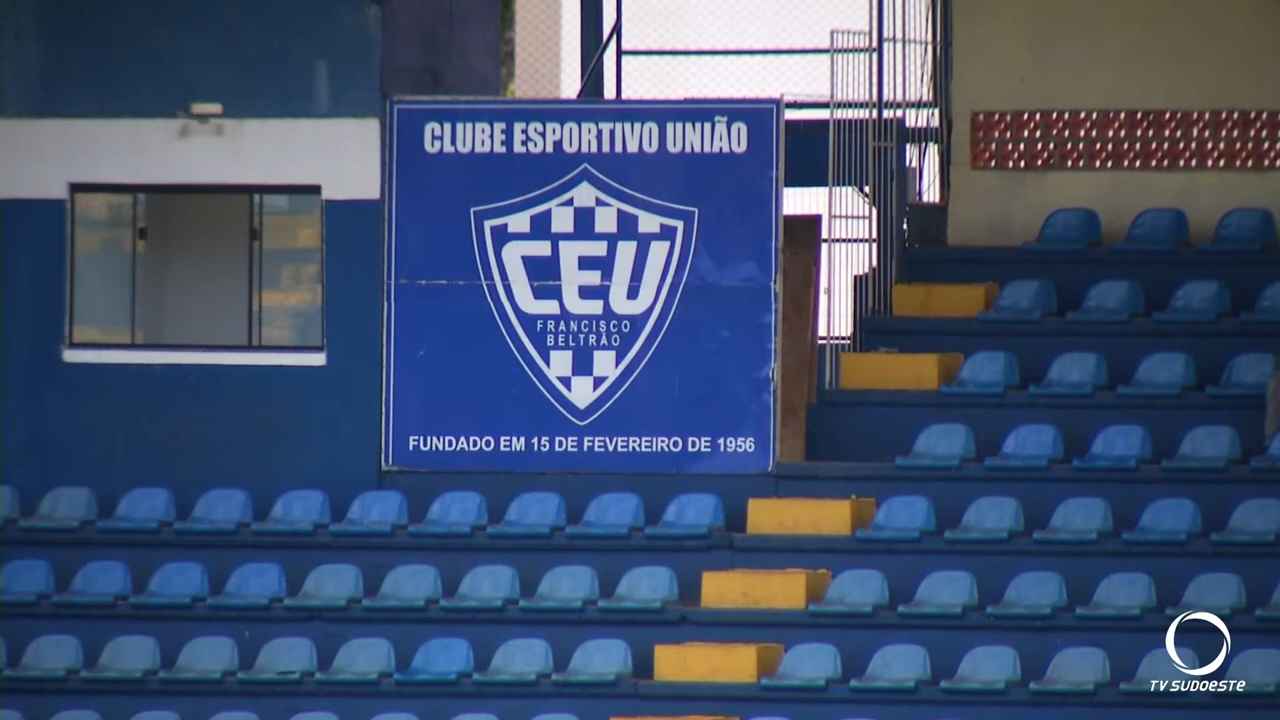 CLUBE ESPORTIVO UNIÃO
CEU
FRANCISCO
BELTRÃO
FUNDADO EM 15 DE FEVEREIRO DE 1956
TV SUDOESTE